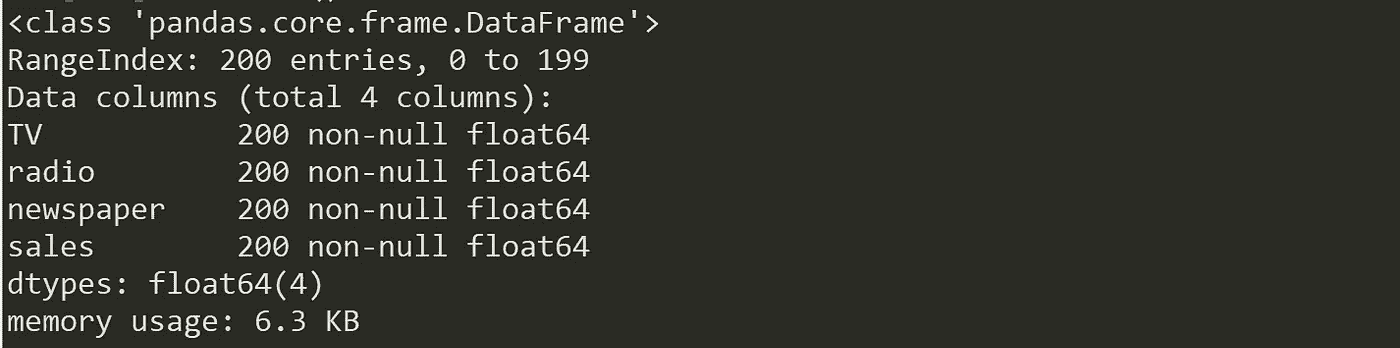 <class 'pandas.core.frame.DataFrame'>
RangeIndex: 200 entries, 0 to 199
Data columns (total 4 columns):
TV           200 non-null float64
radio        200 non-null float64
newspaper    200 non-null float64
sales        200 non-null float64
dtypes: float64(4)
memory usage: 6.3 KB